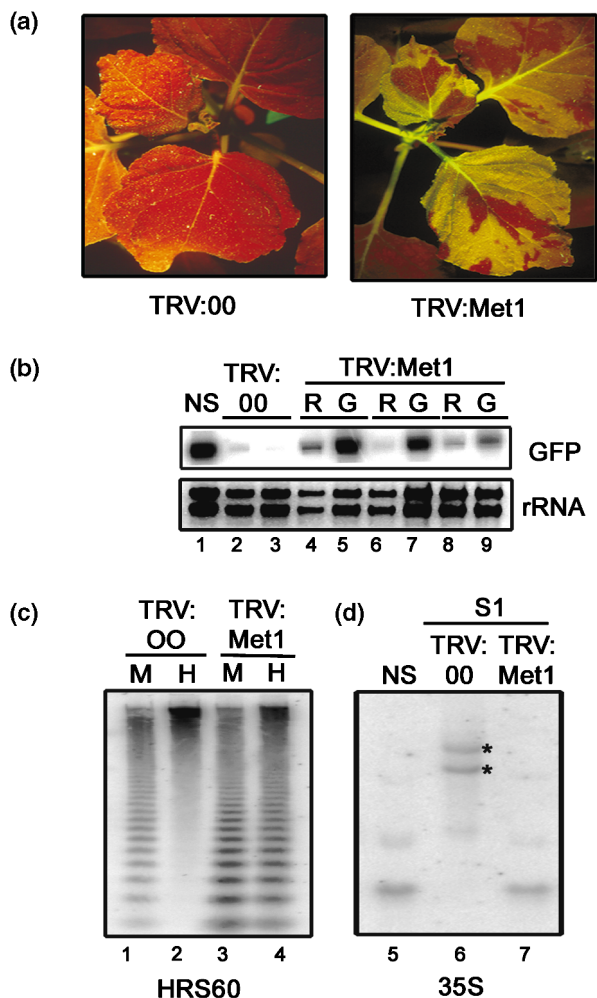 (a)
TRV:00 TRV:Met1
(b)
TRV:Met1
TRV:
00
NS R G R G R G
GFP
rRNA
1 2 3 4 5 6 7 8 9
(c)
TRV: TRV:
OO Met1
M H M H
1 2 3 4
HRS60
(d)
S1
TRV: TRV:
NS 00 Met1
*
*
5 6 7
35S